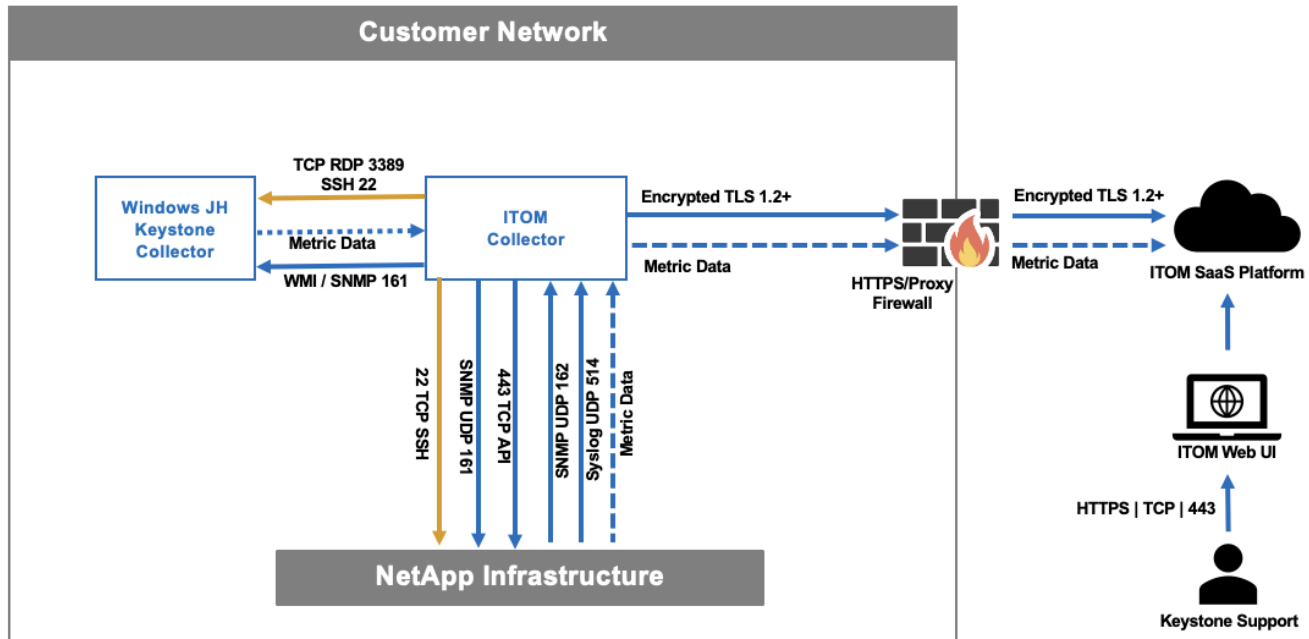 Customer Network
TCP RDP 3389
SSH 22
Windows JH
Keystone
Collector
Metric Data
WMI / SNMP 161
ITOM
Collector
Encrypted TLS 1.2+
Metric Data
HTTPS/Proxy
Firewall
Encrypted TLS 1.2+
Metric Data
ITOM SaaS Platform
22 TCP SSH
SNMP UDP 161
443 TCP API
SNMP UDP 162
Syslog UDP 514
Metric Data
NetApp Infrastructure
ITOM Web UI
HTTPS | TCP | 443
Keystone Support